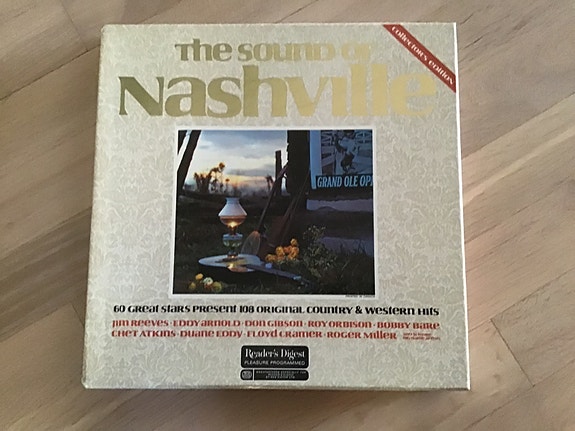 The Sound of
Nashville
collector's edition
GRAND OLE OP
60 Great Stars Present 108 Original Country & Western Hits
Jim Reeves · Eddy Arnold · Don Gibson · Roy Orbison · Bobby Bare
Chet Atkins · Duane Eddy · Floyd Cramer · Roger Miller
Reader's Digest
PLEASURE PROGRAMMED